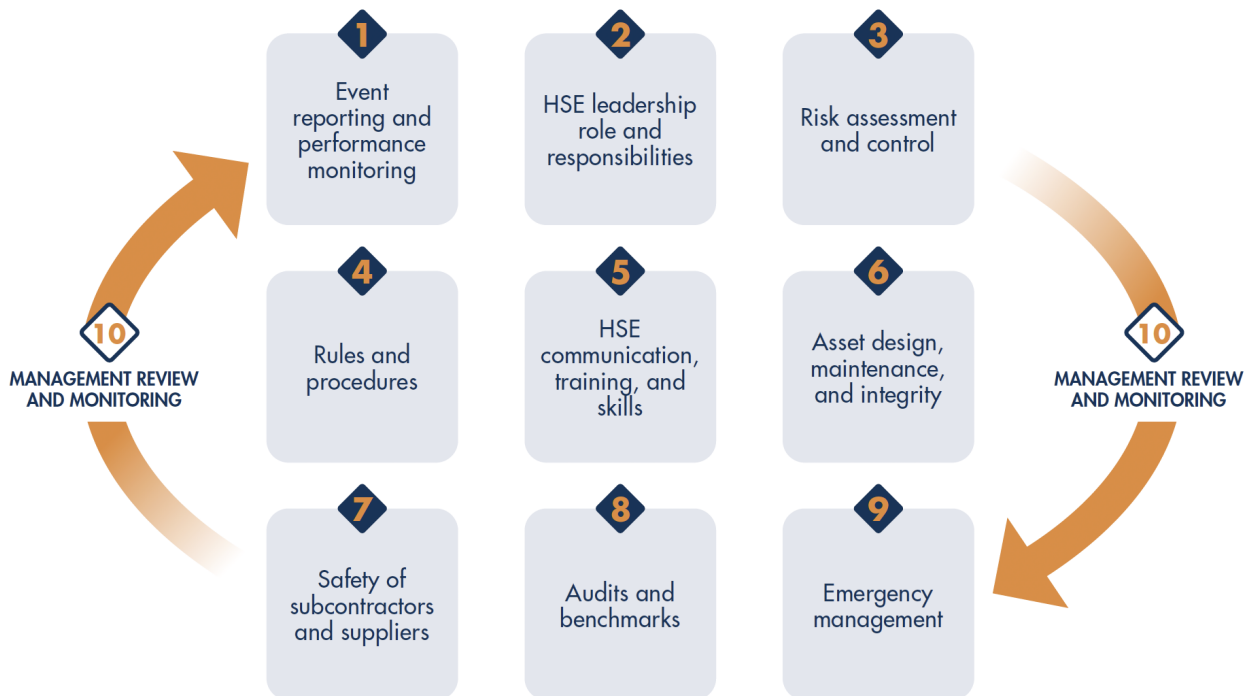 1
Event
reporting and
performance
monitoring
2
HSE leadership
role and
responsibilities
3
Risk assessment
and control
4
Rules and
procedures
5
HSE
communication,
training, and
skills
6
Asset design,
maintenance,
and integrity
7
Safety of
subcontractors
and suppliers
8
Audits and
benchmarks
9
Emergency
management
10
MANAGEMENT REVIEW
AND MONITORING
10
MANAGEMENT REVIEW
AND MONITORING